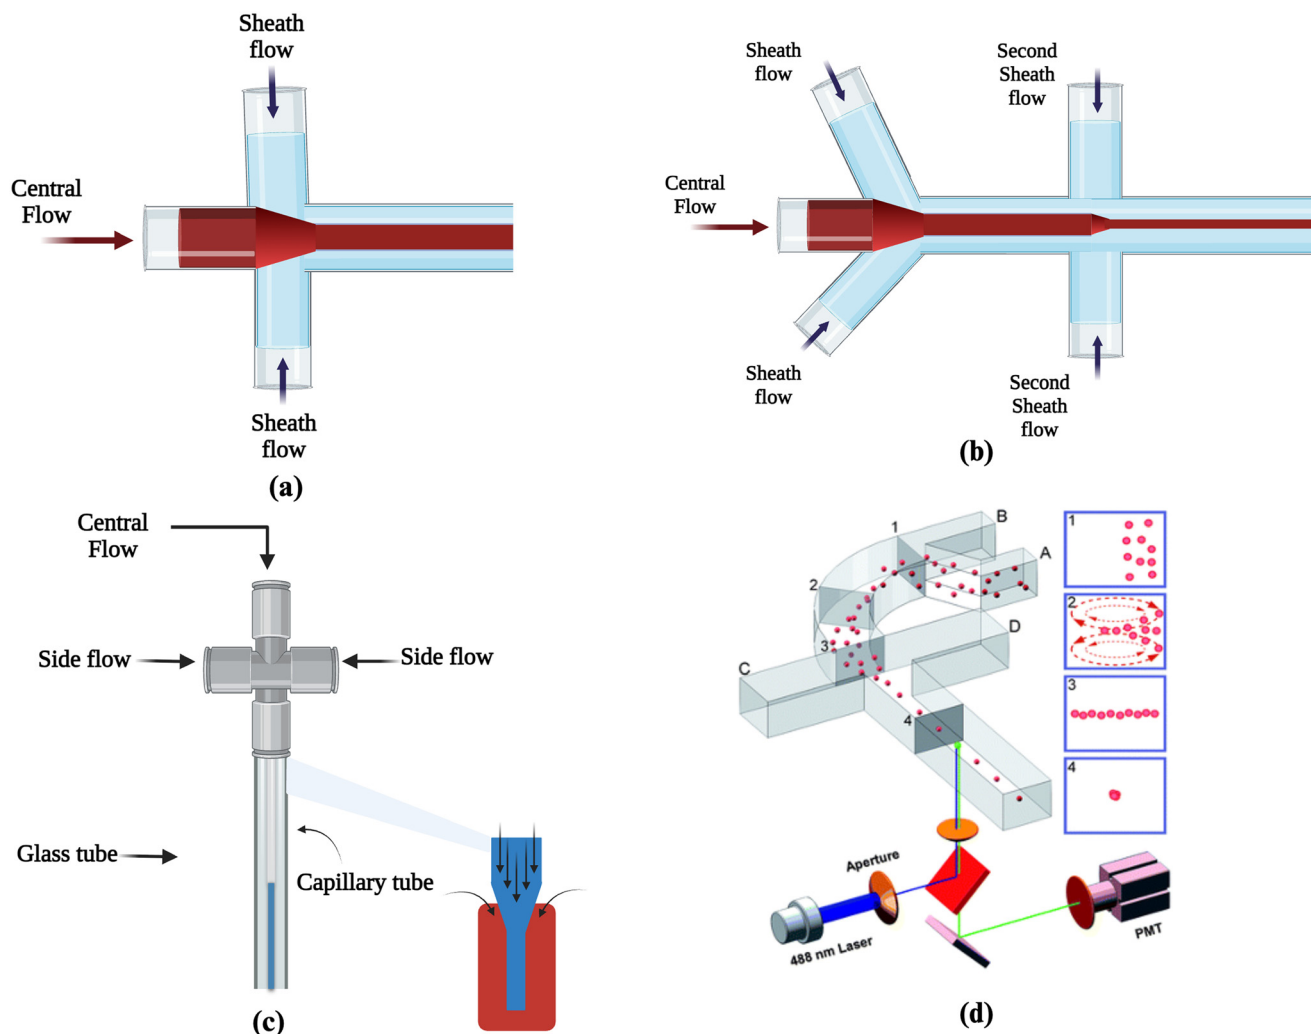 Sheath
flow
Central
Flow
Sheath
flow
(a)
Sheath
flow
Second
Sheath
flow
Central
Flow
Sheath
flow
Second
Sheath
flow
(b)
Central
Flow
Side flow
Side flow
Glass tube
Capillary tube
(c)
B
1
A
2
D
3
C
4
1
2
3
4
Aperture
488 nm Laser
PMT
(d)